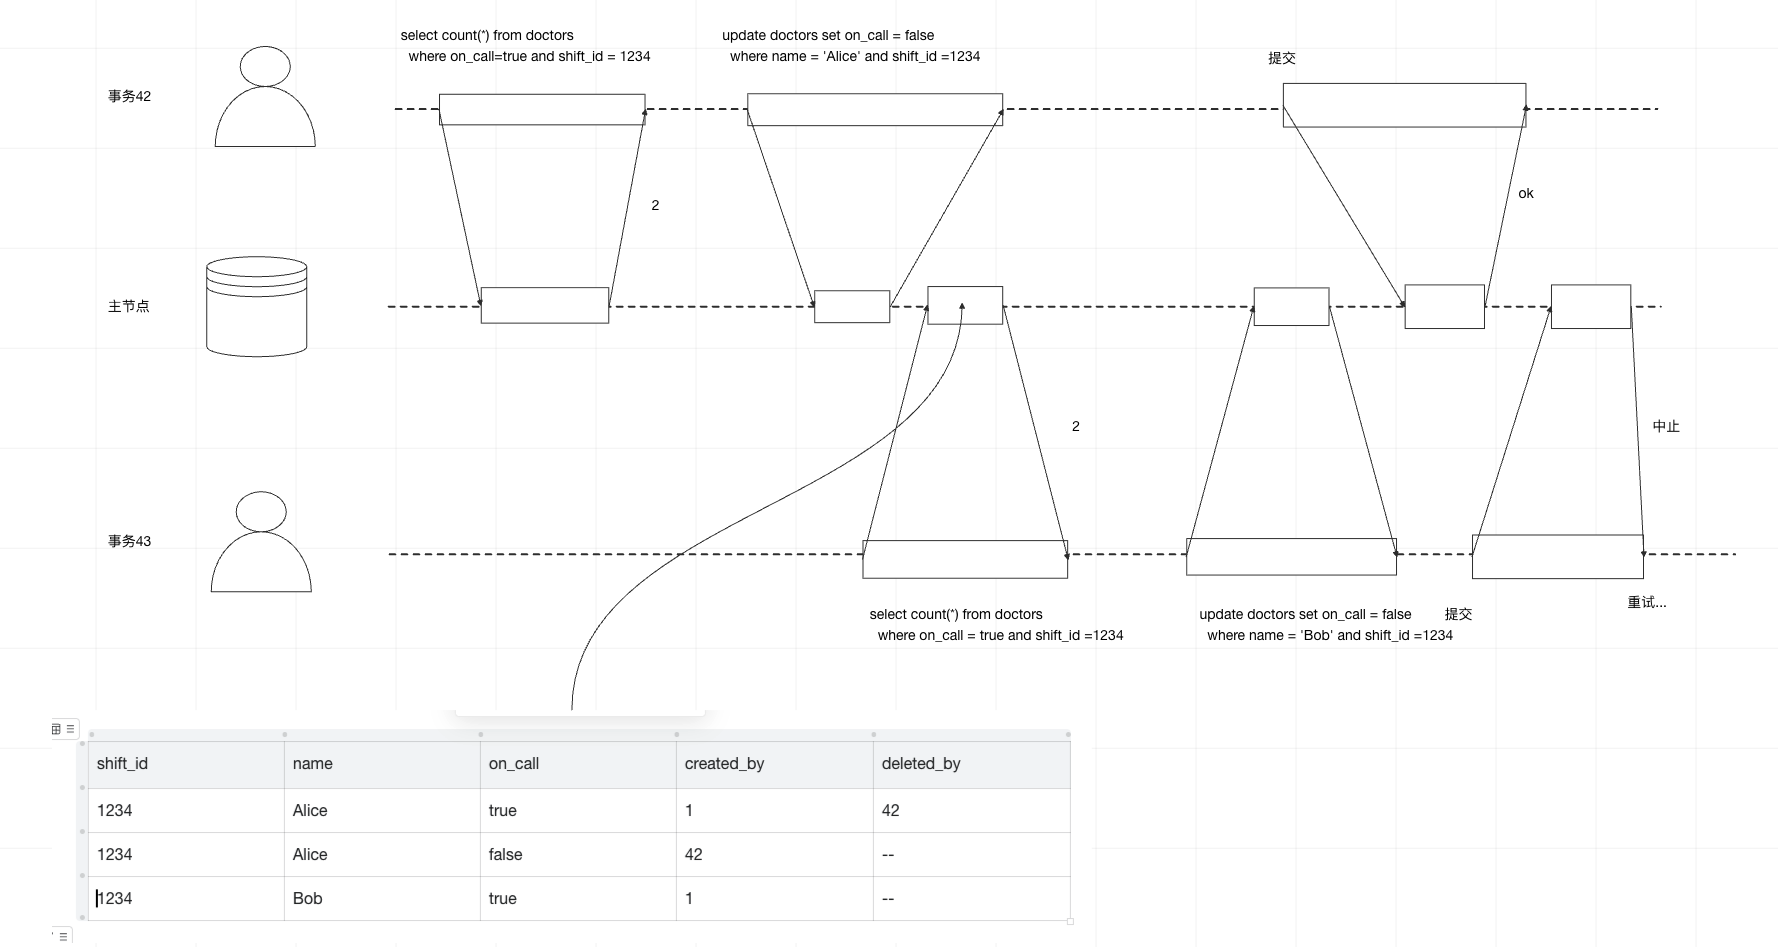 select count(*) from doctors
where on_call=true and shift_id = 1234
update doctors set on_call = false
where name = 'Alice' and shift_id =1234
提交
事务42
ok
2
主节点
2
中止
事务43
重试...
select count(*) from doctors
where on_call = true and shift_id =1234
update doctors set on_call = false
where name = 'Bob' and shift_id =1234
提交
shift_id name on_call created_by deleted_by
1234 Alice true 1 42
1234 Alice false 42 --
1234 Bob true 1 --